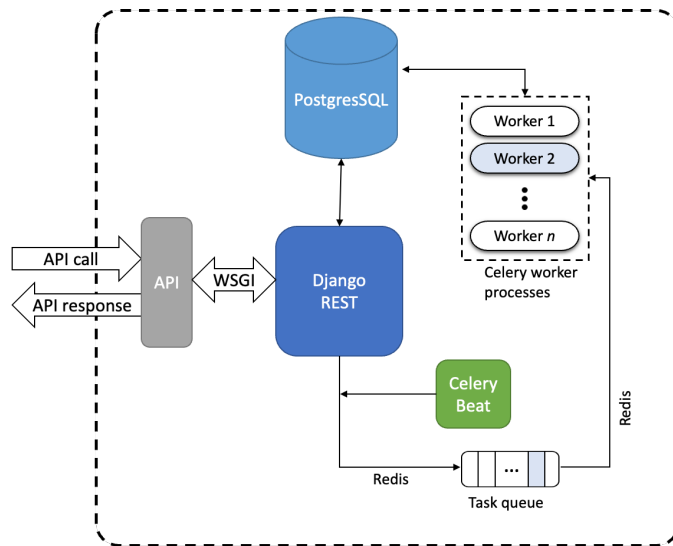 PostgresSQL
Worker 1
Worker 2
Worker n
Celery worker
processes
API call
API response
API
WSGI
Django
REST
Celery
Beat
Redis
Redis
...
Task queue